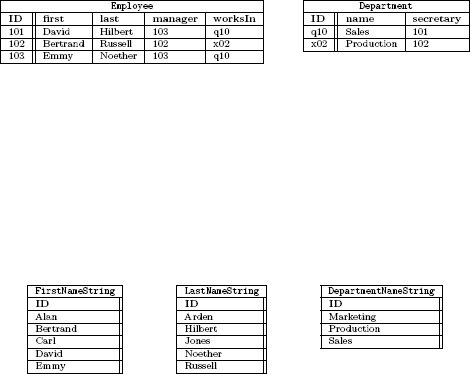 Employee
ID first last manager worksIn
101 David Hilbert 103 q10
102 Bertrand Russell 102 x02
103 Emmy Noether 103 q10
Department
ID name secretary
q10 Sales 101
x02 Production 102
FirstNameString
ID
Alan
Bertrand
Carl
David
Emmy
LastNameString
ID
Arden
Hilbert
Jones
Noether
Russell
DepartmentNameString
ID
Marketing
Production
Sales